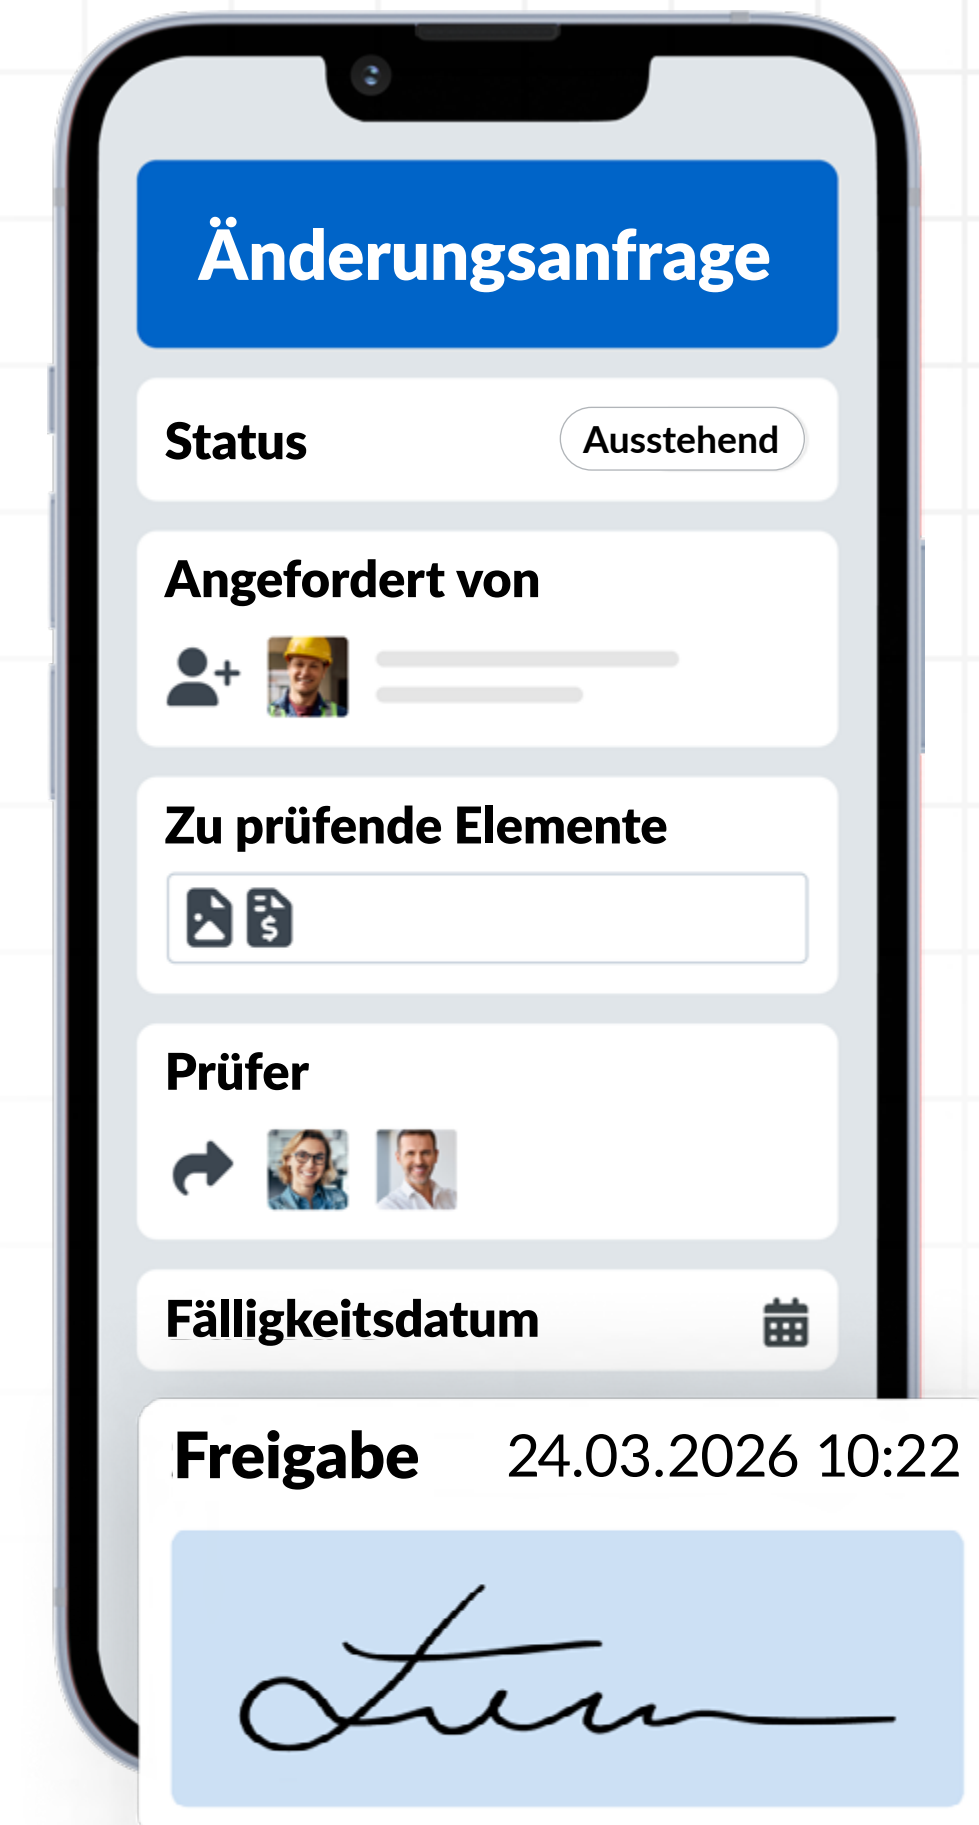 Änderungsanfrage
Status Ausstehend
Angefordert von
Zu prüfende Elemente
Prüfer
Fälligkeitsdatum
Freigabe 24.03.2026 10:22